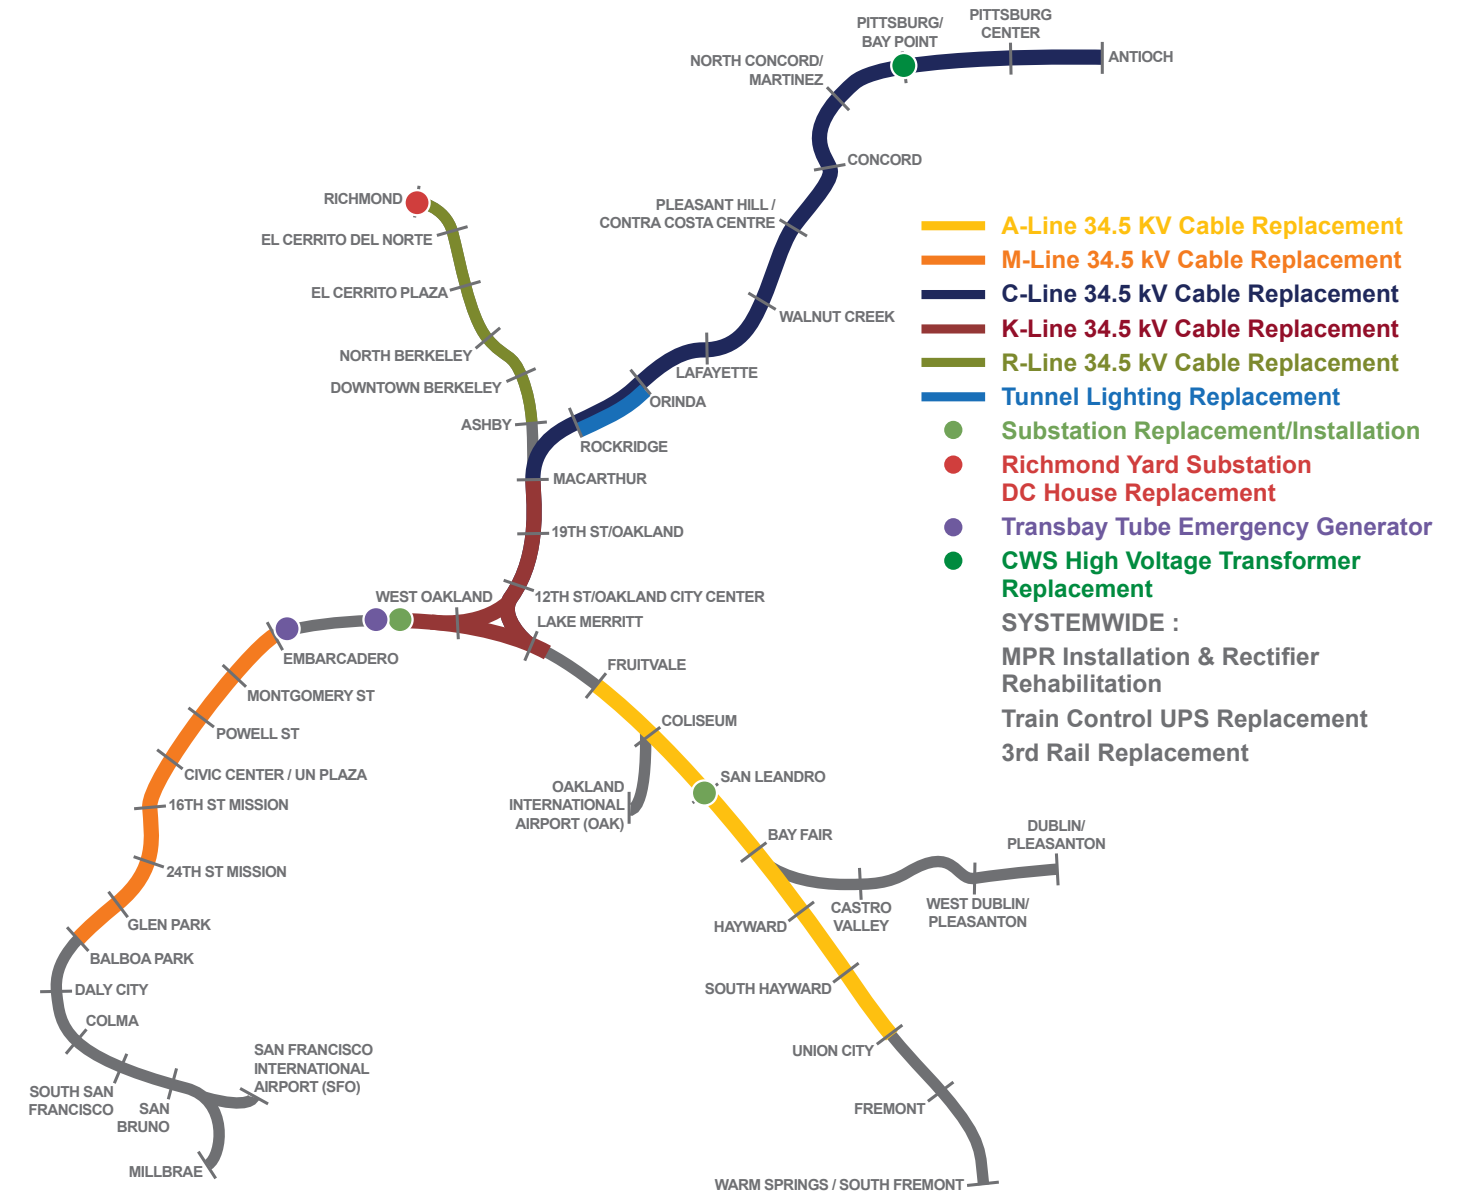 PITTSBURG/
BAY POINT
PITTSBURG
CENTER
ANTIOCH
NORTH CONCORD/
MARTINEZ
CONCORD
PLEASANT HILL /
CONTRA COSTA CENTRE
WALNUT CREEK
LAFAYETTE
ORINDA
ROCKRIDGE
RICHMOND
EL CERRITO DEL NORTE
EL CERRITO PLAZA
NORTH BERKELEY
DOWNTOWN BERKELEY
ASHBY
MACARTHUR
19TH ST/OAKLAND
12TH ST/OAKLAND CITY CENTER
WEST OAKLAND
LAKE MERRITT
EMBARCADERO
MONTGOMERY ST
POWELL ST
CIVIC CENTER / UN PLAZA
16TH ST MISSION
24TH ST MISSION
GLEN PARK
BALBOA PARK
DALY CITY
COLMA
SOUTH SAN
FRANCISCO
SAN
BRUNO
SAN FRANCISCO
INTERNATIONAL
AIRPORT (SFO)
MILLBRAE
FRUITVALE
COLISEUM
OAKLAND
INTERNATIONAL
AIRPORT (OAK)
SAN LEANDRO
BAY FAIR
CASTRO
VALLEY
WEST DUBLIN/
PLEASANTON
DUBLIN/
PLEASANTON
HAYWARD
SOUTH HAYWARD
UNION CITY
FREMONT
WARM SPRINGS / SOUTH FREMONT
A-Line 34.5 KV Cable Replacement
M-Line 34.5 kV Cable Replacement
C-Line 34.5 kV Cable Replacement
K-Line 34.5 kV Cable Replacement
R-Line 34.5 kV Cable Replacement
Tunnel Lighting Replacement
Substation Replacement/Installation
Richmond Yard Substation
DC House Replacement
Transbay Tube Emergency Generator
CWS High Voltage Transformer
Replacement
SYSTEMWIDE :
MPR Installation & Rectifier
Rehabilitation
Train Control UPS Replacement
3rd Rail Replacement